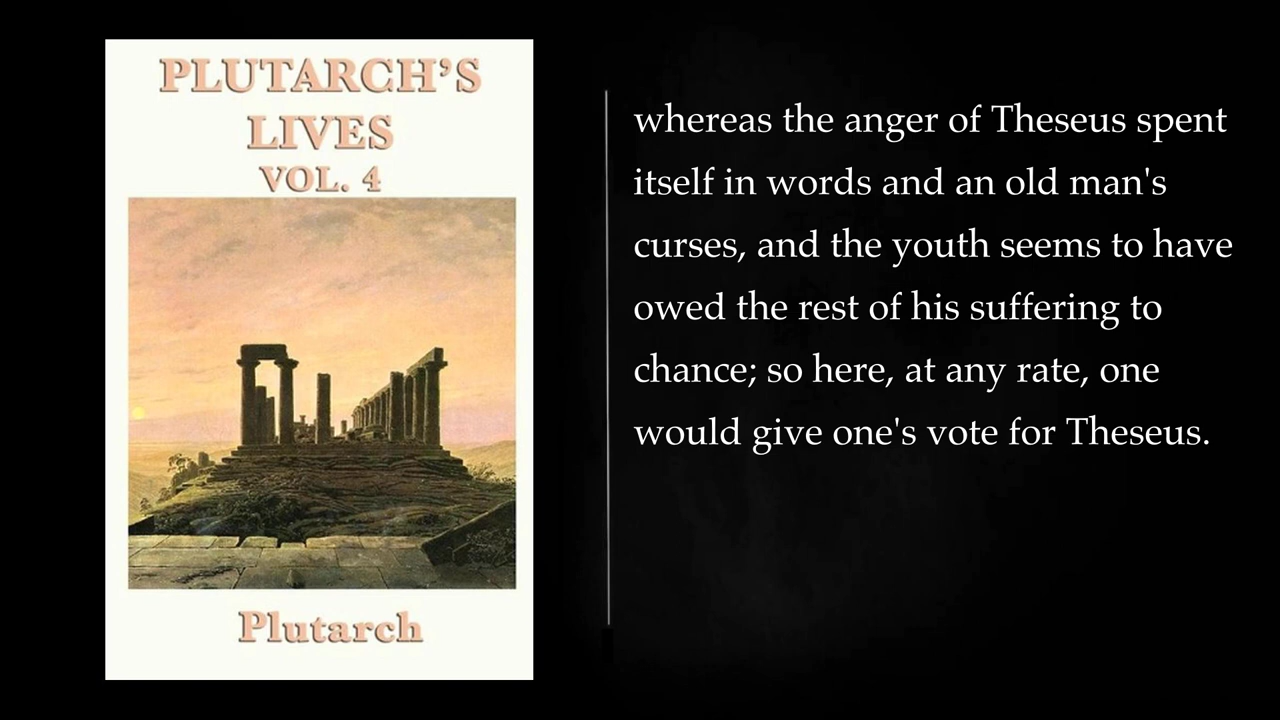 PLUTARCH'S
LIVES
VOL. 4
Plutarch
whereas the anger of Theseus spent
itself in words and an old man's
curses, and the youth seems to have
owed the rest of his suffering to
chance; so here, at any rate, one
would give one's vote for Theseus.